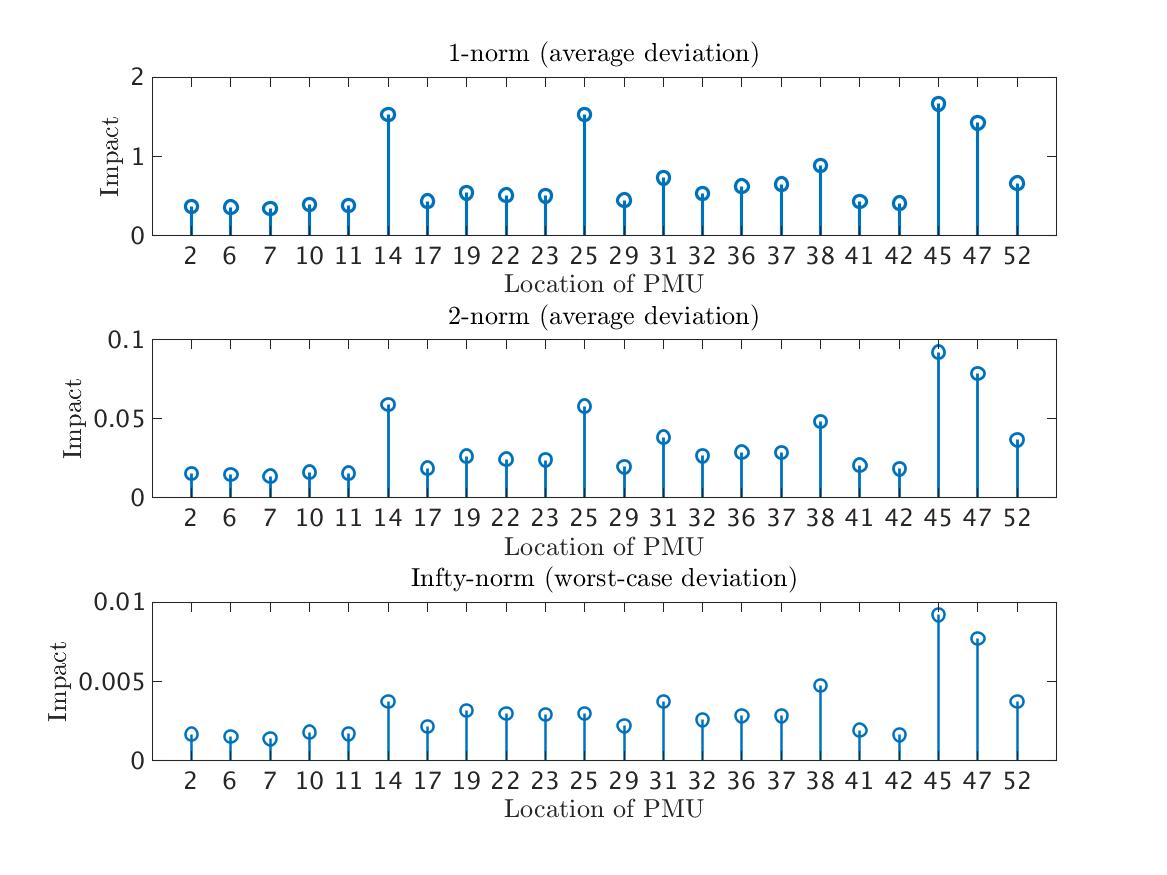 1-norm (average deviation)
2
1
0
Impact
2 6 7 10 11 14 17 19 22 23 25 29 31 32 36 37 38 41 42 45 47 52
Location of PMU
2-norm (average deviation)
0.1
0.05
0
Impact
2 6 7 10 11 14 17 19 22 23 25 29 31 32 36 37 38 41 42 45 47 52
Location of PMU
Infty-norm (worst-case deviation)
0.01
0.005
0
Impact
2 6 7 10 11 14 17 19 22 23 25 29 31 32 36 37 38 41 42 45 47 52
Location of PMU